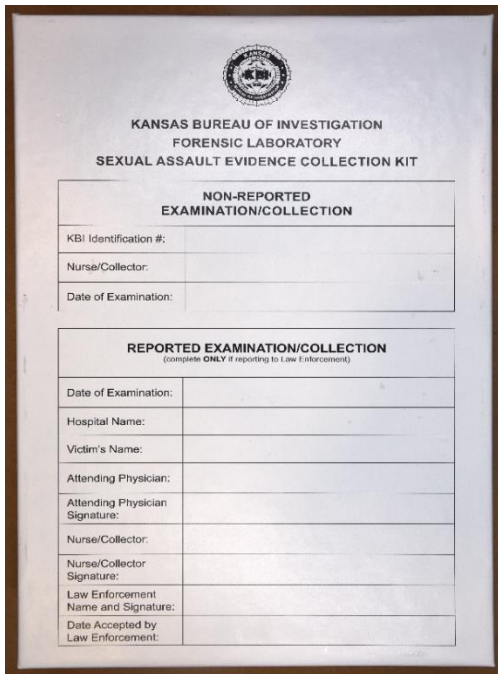 KANSAS
KBI
KANSAS BUREAU OF INVESTIGATION
FORENSIC LABORATORY
SEXUAL ASSAULT EVIDENCE COLLECTION KIT
NON-REPORTED
EXAMINATION/COLLECTION
KBI Identification #:
Nurse/Collector:
Date of Examination:
REPORTED EXAMINATION/COLLECTION
(complete ONLY if reporting to Law Enforcement)
Date of Examination:
Hospital Name:
Victim's Name:
Attending Physician:
Attending Physician
Signature:
Nurse/Collector:
Nurse/Collector
Signature:
Law Enforcement
Name and Signature:
Date Accepted by
Law Enforcement: